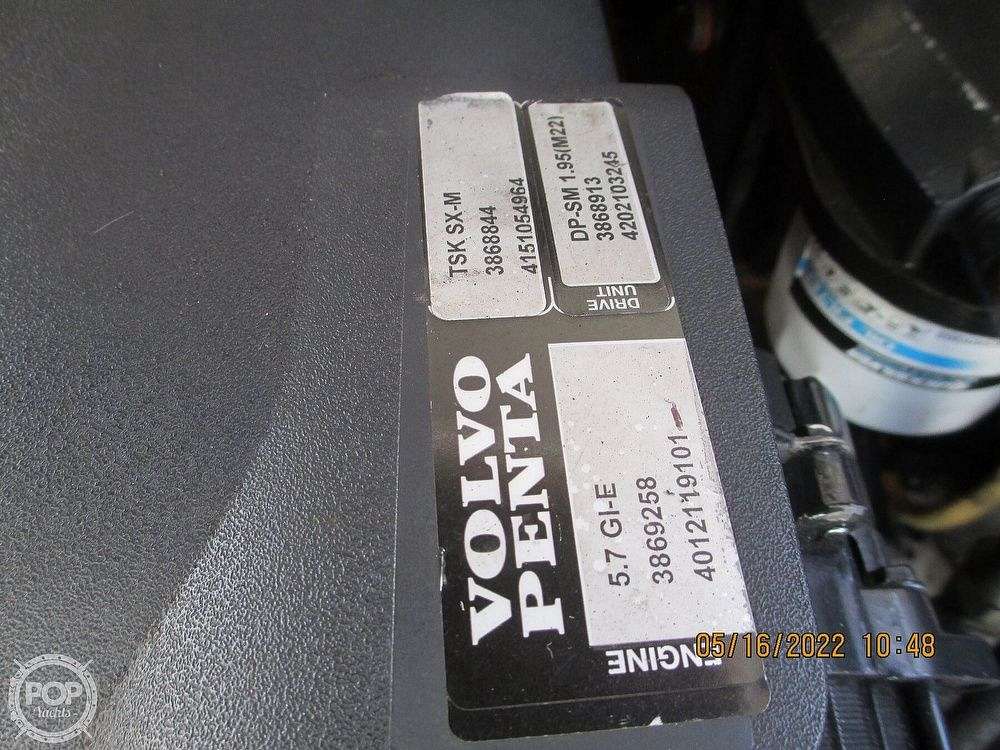 TSK SX-M
3868844
4151054964
DP-SM 1.95(M22)
3868913
4202103245
DRIVE
UNIT
VOLVO
PENTA
5.7 GI-E
3869258
4012119101
ENGINE
05/16/2022 10:48
POP
Yachts